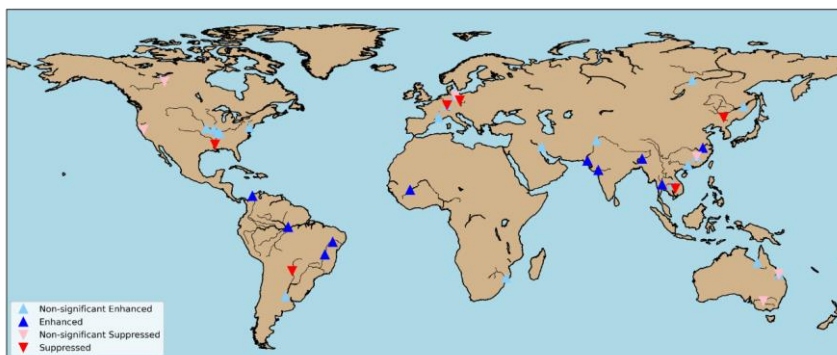 Non-significant Enhanced
Enhanced
Non-significant Suppressed
Suppressed